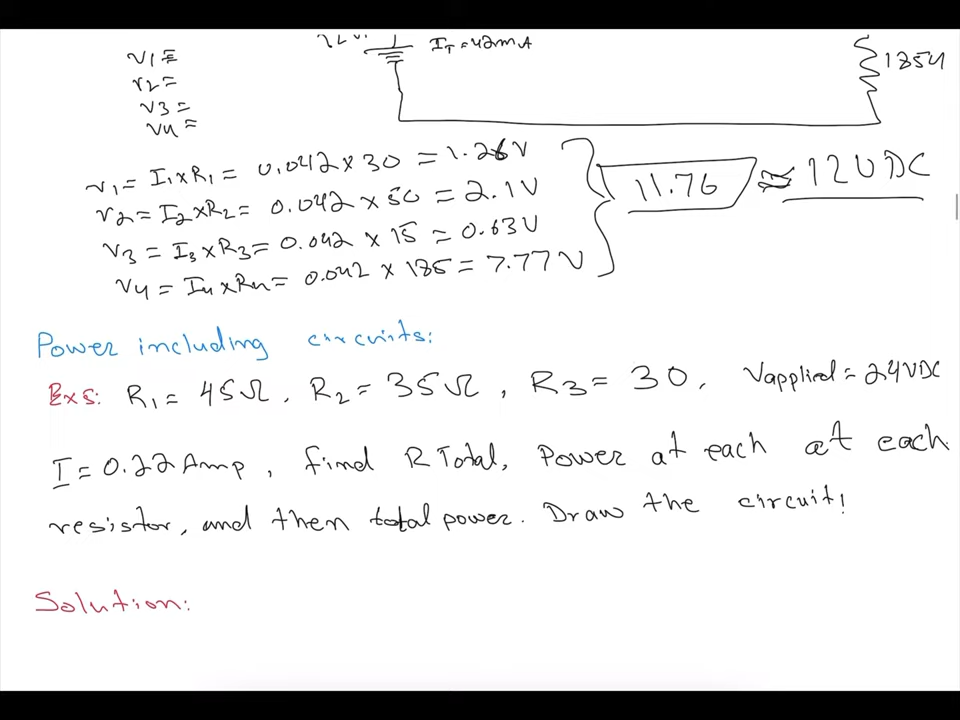 I_T = 42mA
185Ω
V1 =
V2 =
V3 =
V4 =
V1 = I1×R1 = 0.042 × 30 = 1.26V
V2 = I2×R2 = 0.042 × 50 = 2.1V
V3 = I3×R3 = 0.042 × 15 = 0.63V
V4 = I4×R4 = 0.042 × 185 = 7.77V
11.76 ≈ 12VDC
Power including circuits:
Ex5: R1 = 45Ω, R2 = 35Ω, R3 = 30, Vapplied = 24VDC
I = 0.22 Amp, find R Total, Power at each at each
resistor, and then total power. Draw the circuit!
Solution: